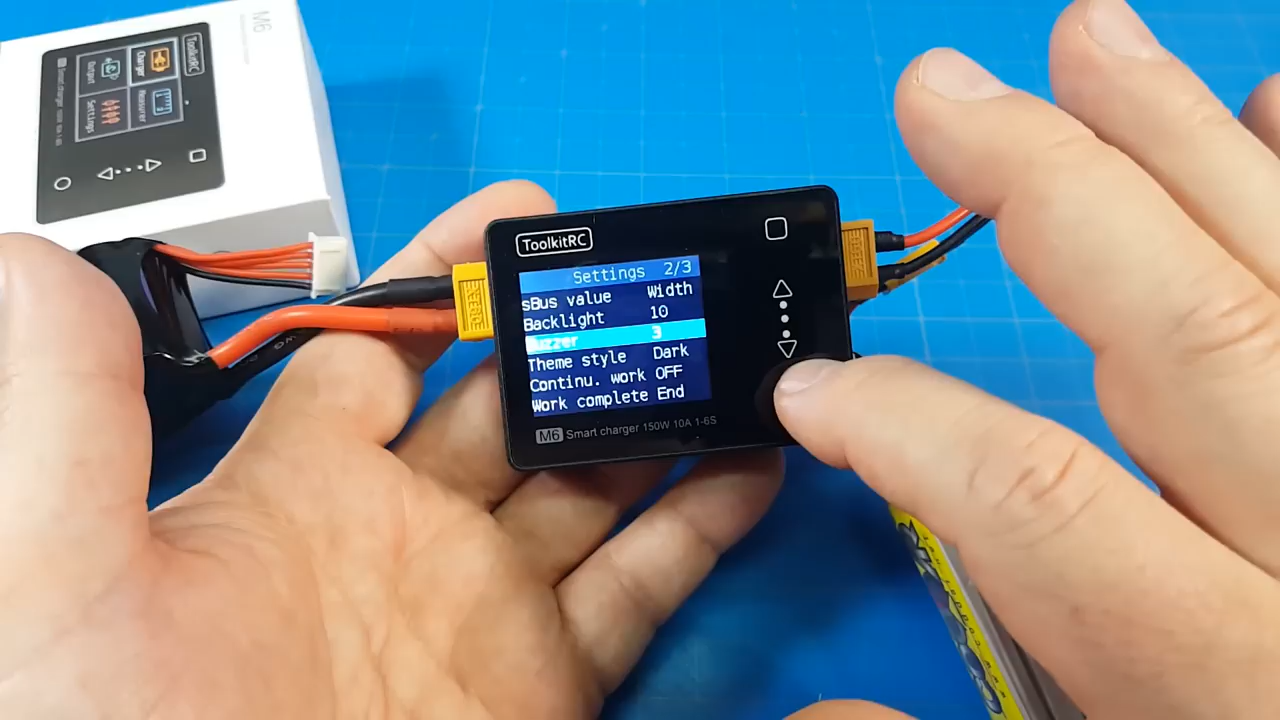 M6
ToolkitRC
Charger
Measurer
Output
Settings
ToolkitRC
Settings 2/3
sBus value Width
Backlight 10
Buzzer 3
Theme style Dark
Continu. work OFF
Work complete End
M6 Smart charger 150W 10A 1-6S